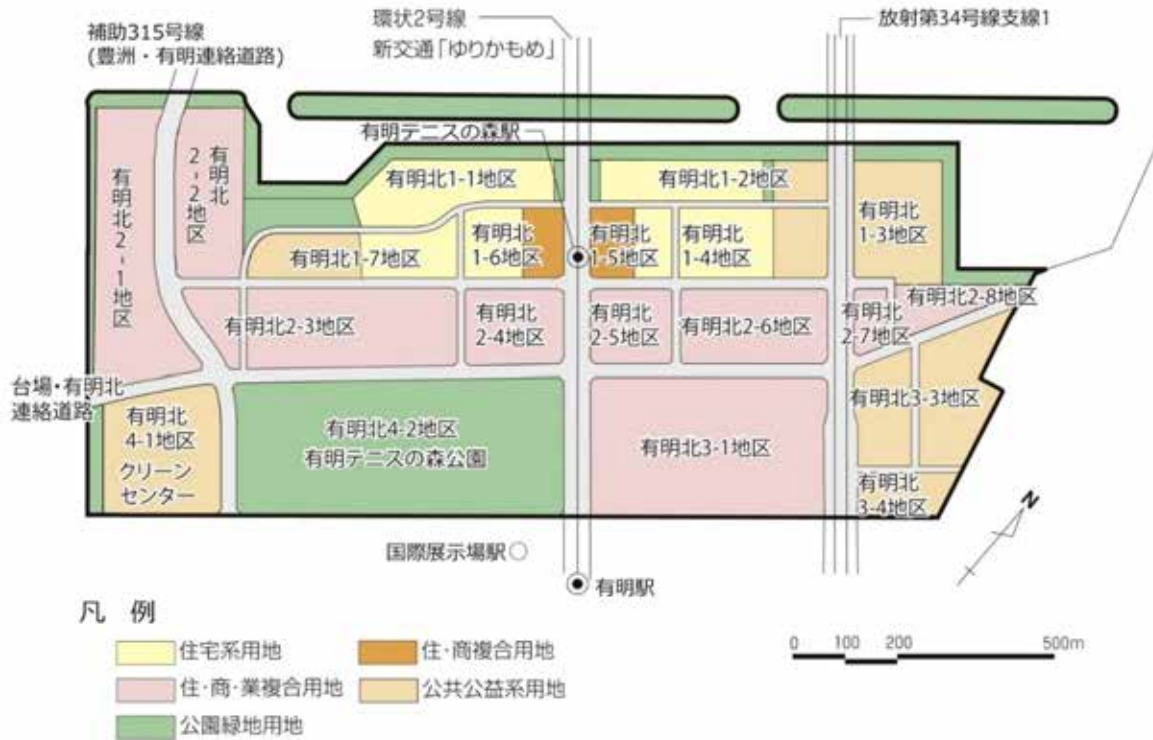 補助315号線
(豊洲・有明連絡道路)
環状2号線
新交通「ゆりかもめ」
放射第34号線支線1
有明テニスの森駅
有明北2-1地区
有明北
2-2地区
有明北1-1地区
有明北1-2地区
有明北
1-3地区
有明北1-7地区
有明北
1-6地区
有明北
1-5地区
有明北
1-4地区
有明北2-3地区
有明北
2-4地区
有明北
2-5地区
有明北2-6地区
有明北
2-7地区
有明北2-8地区
台場・有明北
連絡道路
有明北
4-1地区
クリーン
センター
有明北4-2地区
有明テニスの森公園
有明北3-1地区
有明北3-3地区
有明北
3-4地区
N
国際展示場駅
有明駅
凡 例
住宅系用地
住・商複合用地
住・商・業複合用地
公共公益系用地
公園緑地用地
0 100 200 500m